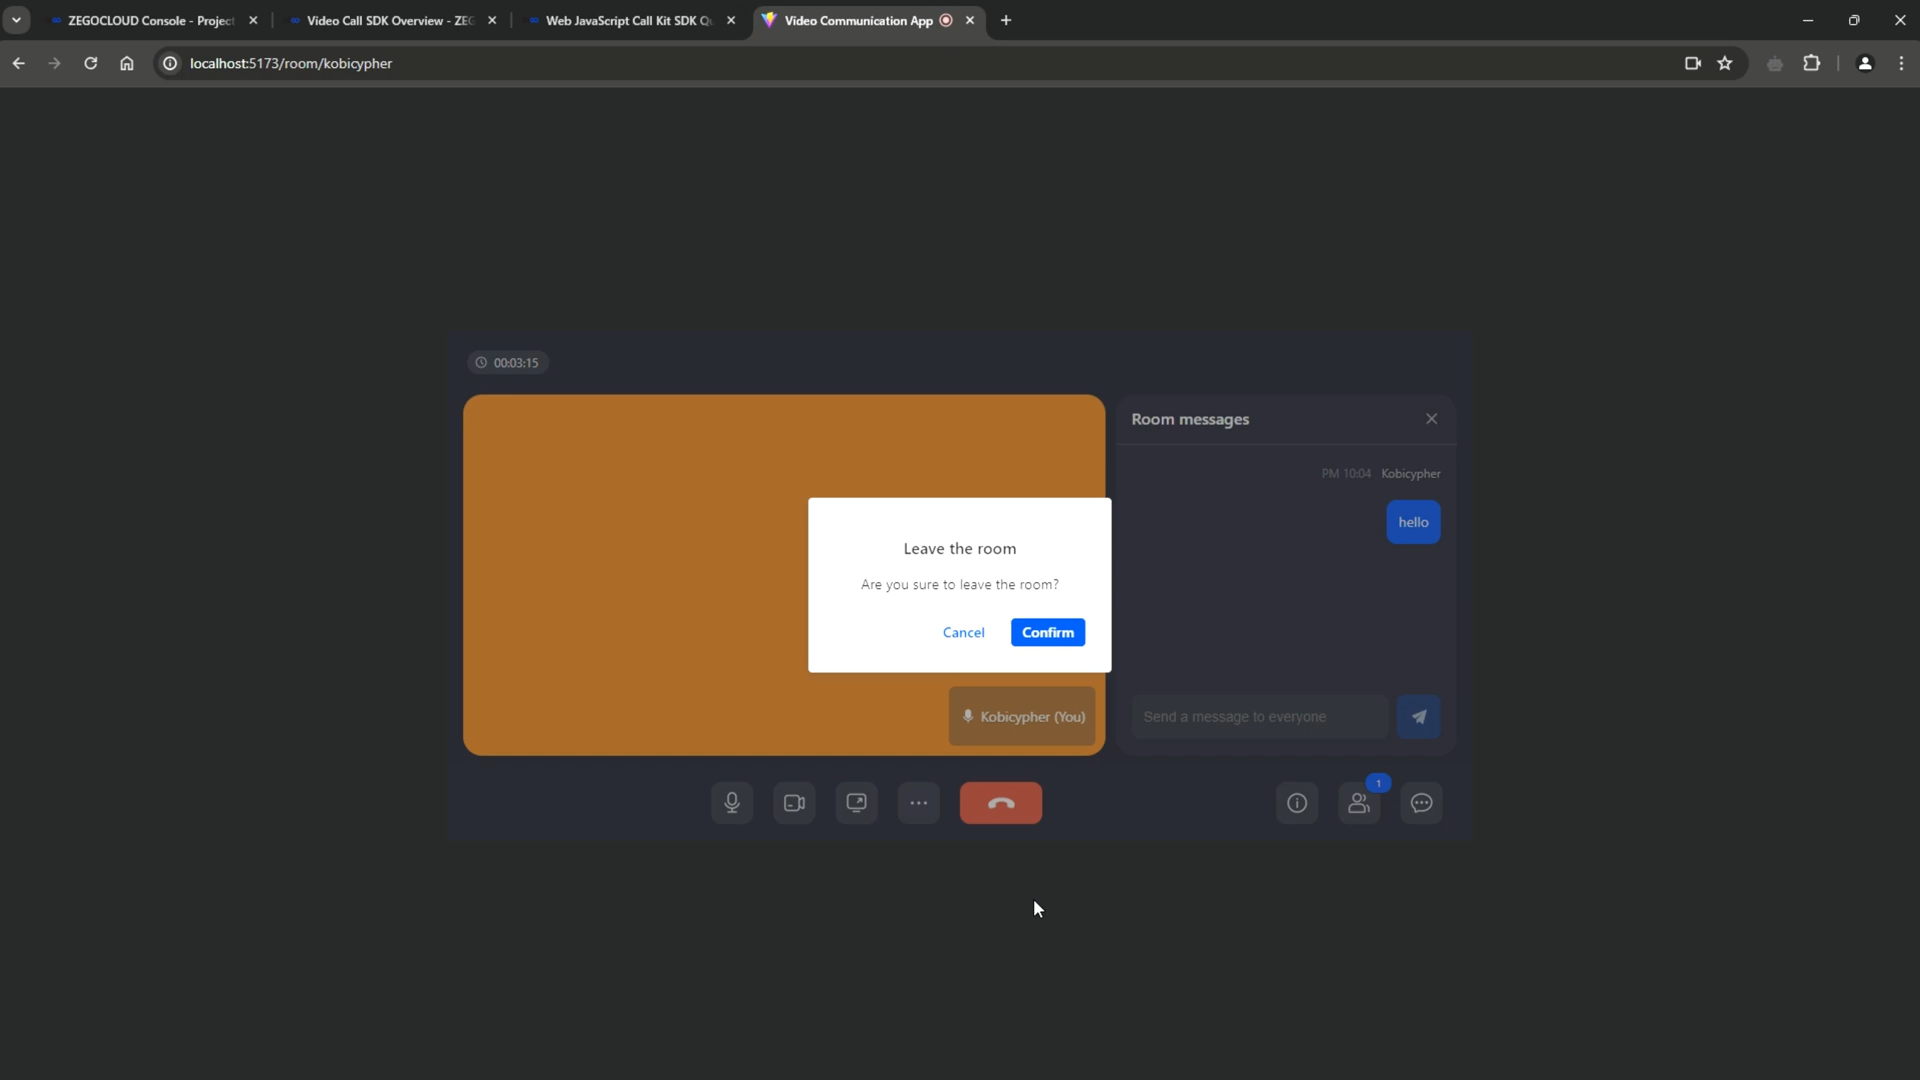 ZEGOCLOUD Console - Project
Video Call SDK Overview - ZEG
Web JavaScript Call Kit SDK Q
Video Communication App
localhost:5173/room/kobicypher
00:03:15
Room messages
PM 10:04 Kobicypher
hello
Leave the room
Are you sure to leave the room?
Cancel
Confirm
Kobicypher (You)
Send a message to everyone
1